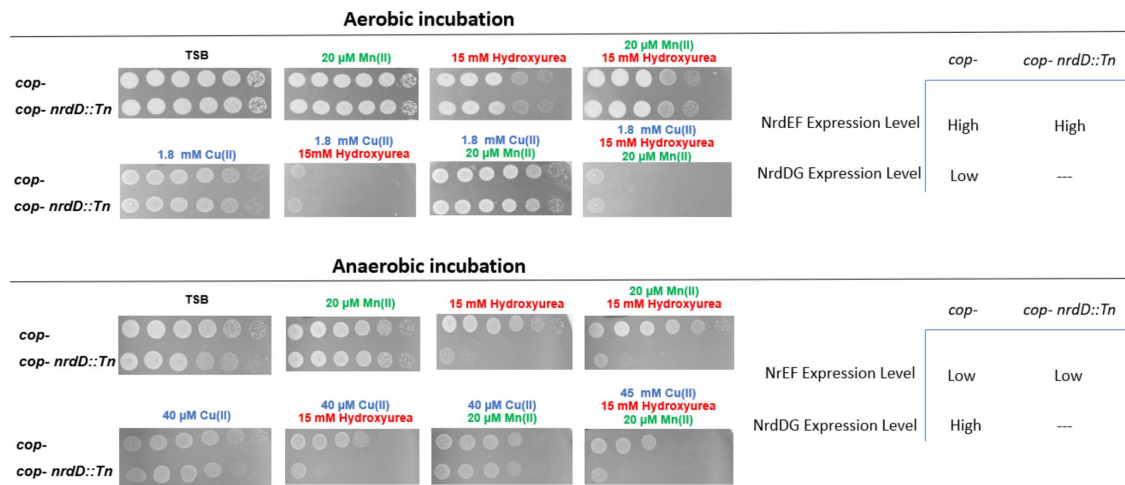 Aerobic incubation
TSB
20 µM Mn(II)
15 mM Hydroxyurea
20 µM Mn(II)
15 mM Hydroxyurea
cop-
cop- nrdD::Tn
1.8 mM Cu(II)
1.8 mM Cu(II)
15mM Hydroxyurea
1.8 mM Cu(II)
20 µM Mn(II)
1.8 mM Cu(II)
15 mM Hydroxyurea
20 µM Mn(II)
cop-
cop- nrdD::Tn
cop- cop- nrdD::Tn
NrdEF Expression Level High High
NrdDG Expression Level Low ---
Anaerobic incubation
TSB
20 µM Mn(II)
15 mM Hydroxyurea
20 µM Mn(II)
15 mM Hydroxyurea
cop-
cop- nrdD::Tn
40 µM Cu(II)
40 µM Cu(II)
15 mM Hydroxyurea
40 µM Cu(II)
20 µM Mn(II)
45 mM Cu(II)
15 mM Hydroxyurea
20 µM Mn(II)
cop-
cop- nrdD::Tn
cop- cop- nrdD::Tn
NrEF Expression Level Low Low
NrdDG Expression Level High ---